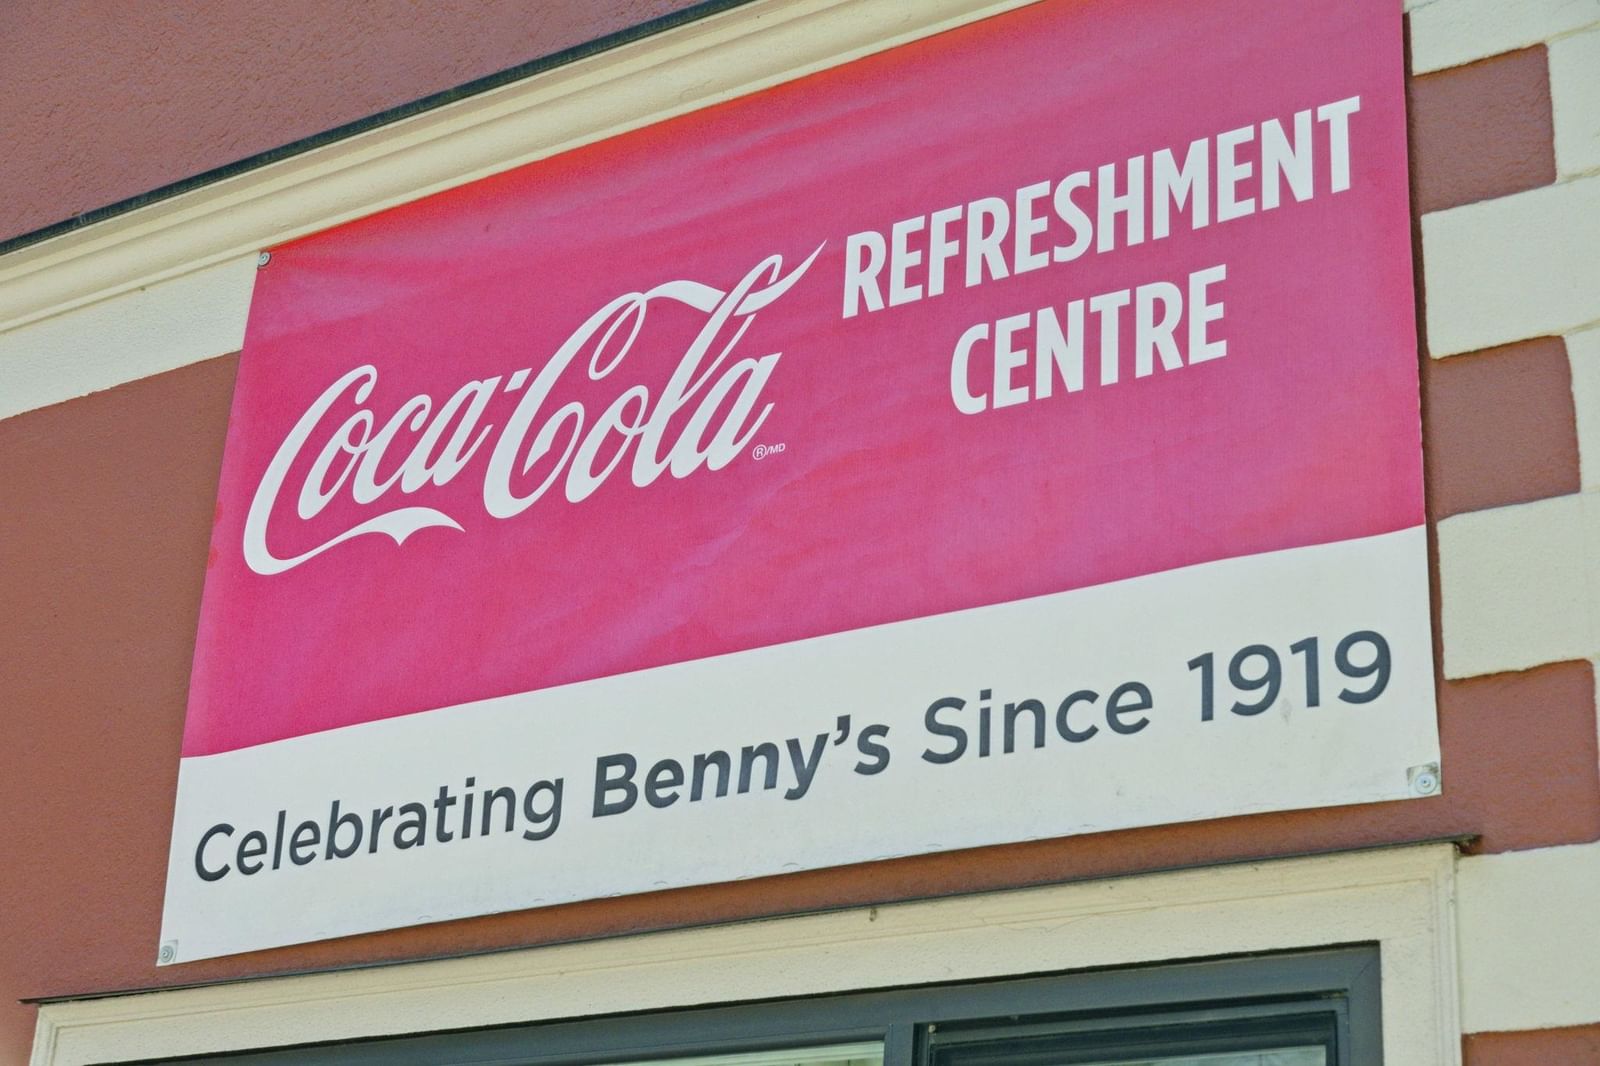 Coca-Cola
®/MD
REFRESHMENT
CENTRE
Celebrating Benny's Since 1919